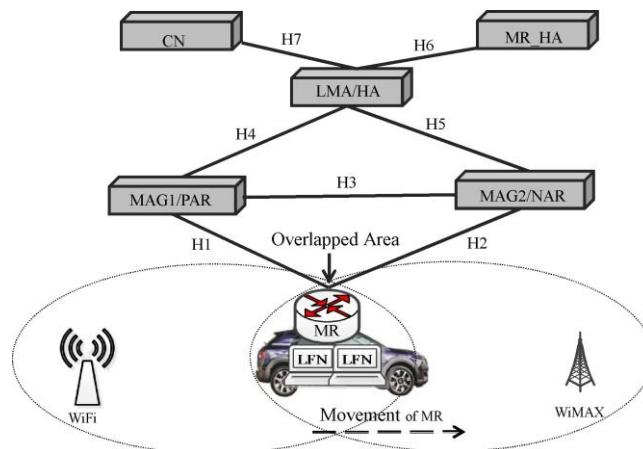 CN
H7
H6
MR_HA
LMA/HA
H4
H5
MAG1/PAR
H3
MAG2/NAR
H1
Overlapped Area
H2
MR
LFN
LFN
WiFi
WiMAX
Movement of MR